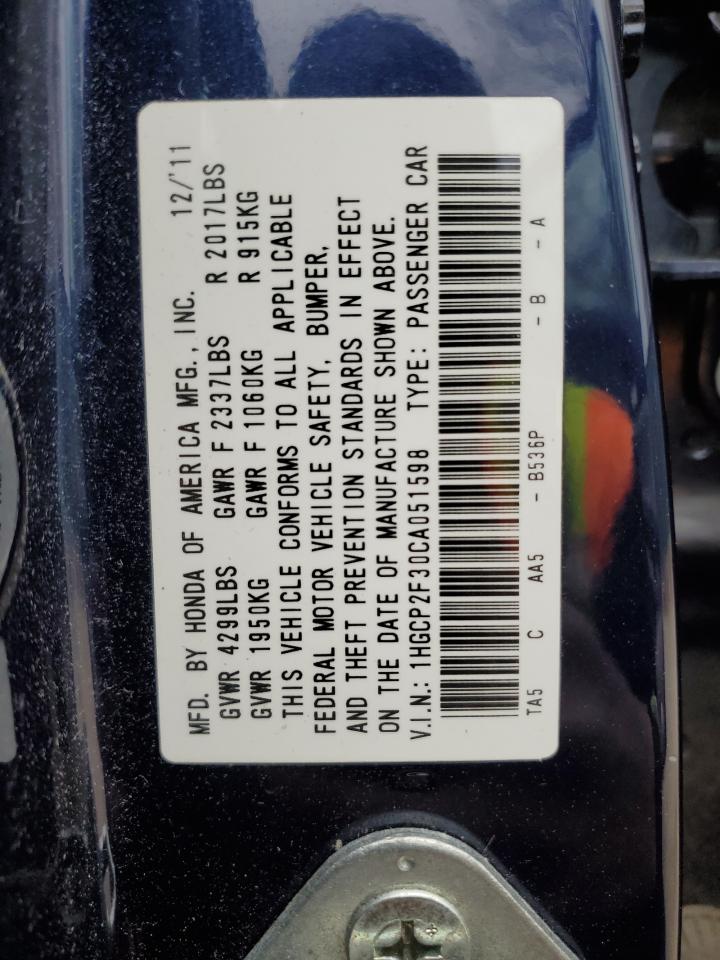 MFD. BY HONDA OF AMERICA MFG., INC. 12/'11
GVWR 4299LBS GAWR F 2337LBS R 2017LBS
GVWR 1950KG GAWR F 1060KG R 915KG
THIS VEHICLE CONFORMS TO ALL APPLICABLE
FEDERAL MOTOR VEHICLE SAFETY, BUMPER,
AND THEFT PREVENTION STANDARDS IN EFFECT
ON THE DATE OF MANUFACTURE SHOWN ABOVE.
V.I.N.: 1HGCP2F30CA051598 TYPE: PASSENGER CAR
TA5 C AA5 - B536P - B - A